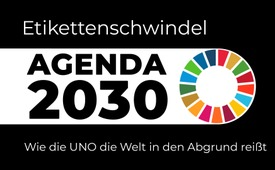 Etikettenschwindel
AGENDA
2030
Wie die UNO die Welt in den Abgrund reißt